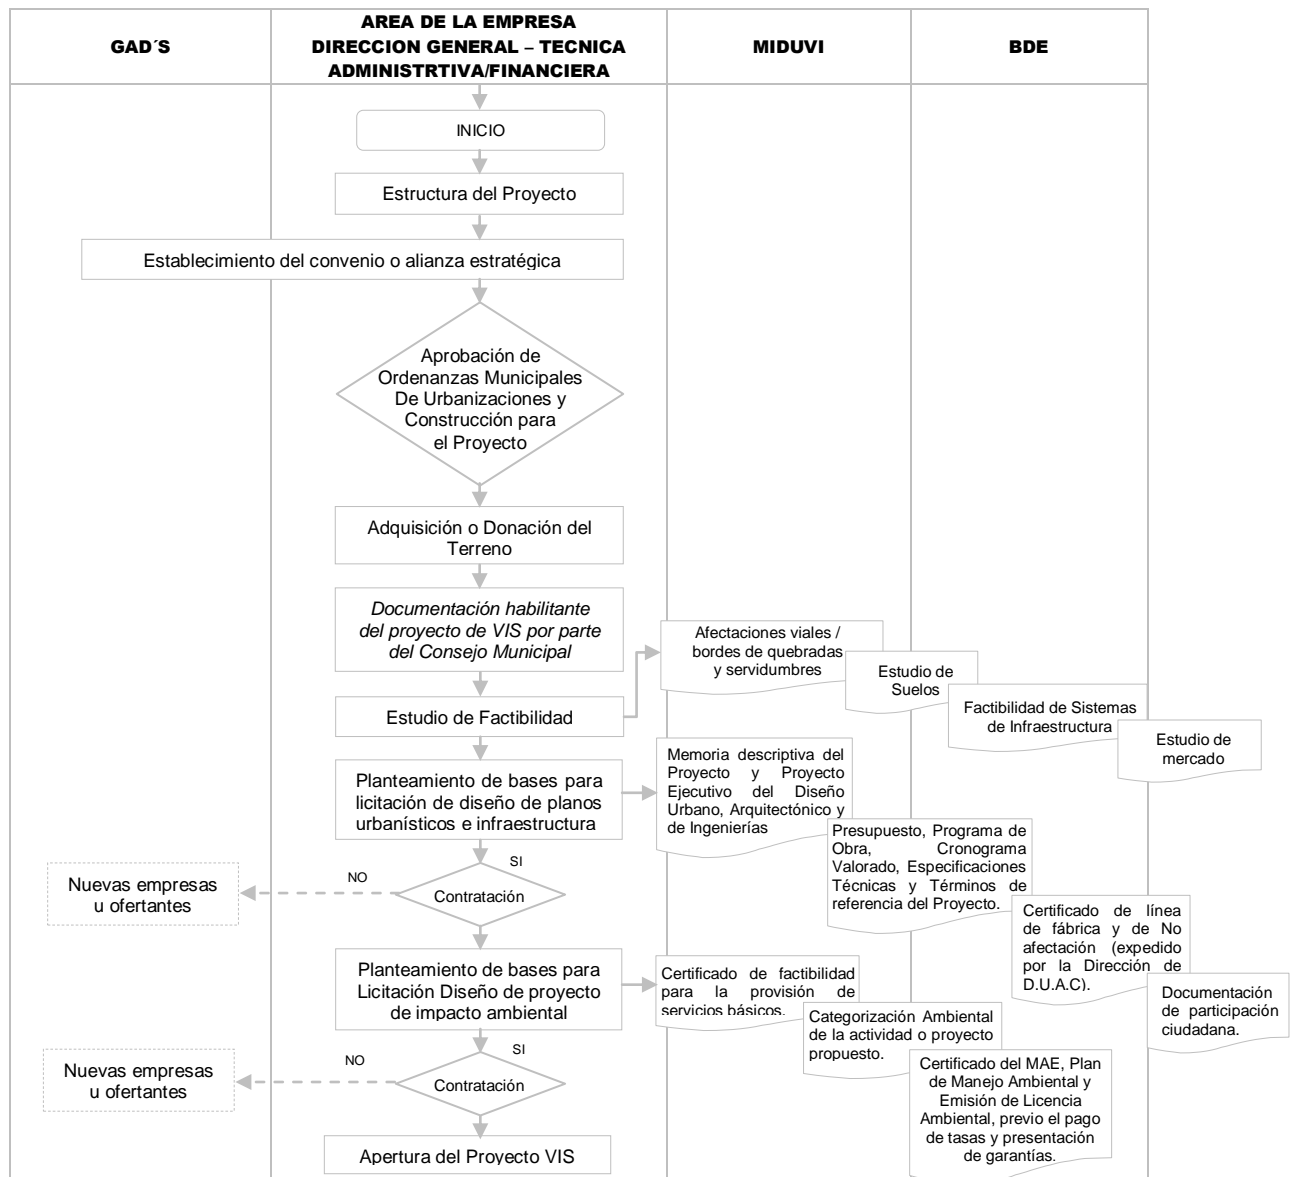 GAD´S
AREA DE LA EMPRESA
DIRECCION GENERAL – TECNICA
ADMINISTRTIVA/FINANCIERA
MIDUVI
BDE
INICIO
Estructura del Proyecto
Establecimiento del convenio o alianza estratégica
Aprobación de
Ordenanzas Municipales
De Urbanizaciones y
Construcción para
el Proyecto
Adquisición o Donación del
Terreno
Documentación habilitante
del proyecto de VIS por parte
del Consejo Municipal
Afectaciones viales /
bordes de quebradas
y servidumbres
Estudio de
Suelos
Factibilidad de Sistemas
de Infraestructura
Estudio de
mercado
Estudio de Factibilidad
Planteamiento de bases para
licitación de diseño de planos
urbanísticos e infraestructura
Memoria descriptiva del
Proyecto y Proyecto
Ejecutivo del Diseño
Urbano, Arquitectónico y
de Ingenierías
Presupuesto, Programa de
Obra, Cronograma
Valorado, Especificaciones
Técnicas y Términos de
referencia del Proyecto.
Certificado de línea
de fábrica y de No
afectación (expedido
por la Dirección de
D.U.A.C).
Documentación
de participación
ciudadana.
SI
NO
Contratación
Nuevas empresas
u ofertantes
Planteamiento de bases para
Licitación Diseño de proyecto
de impacto ambiental
Certificado de factibilidad
para la provisión de
servicios básicos.
Categorización Ambiental
de la actividad o proyecto
propuesto.
Certificado del MAE, Plan
de Manejo Ambiental y
Emisión de Licencia
Ambiental, previo el pago
de tasas y presentación
de garantías.
SI
NO
Contratación
Nuevas empresas
u ofertantes
Apertura del Proyecto VIS